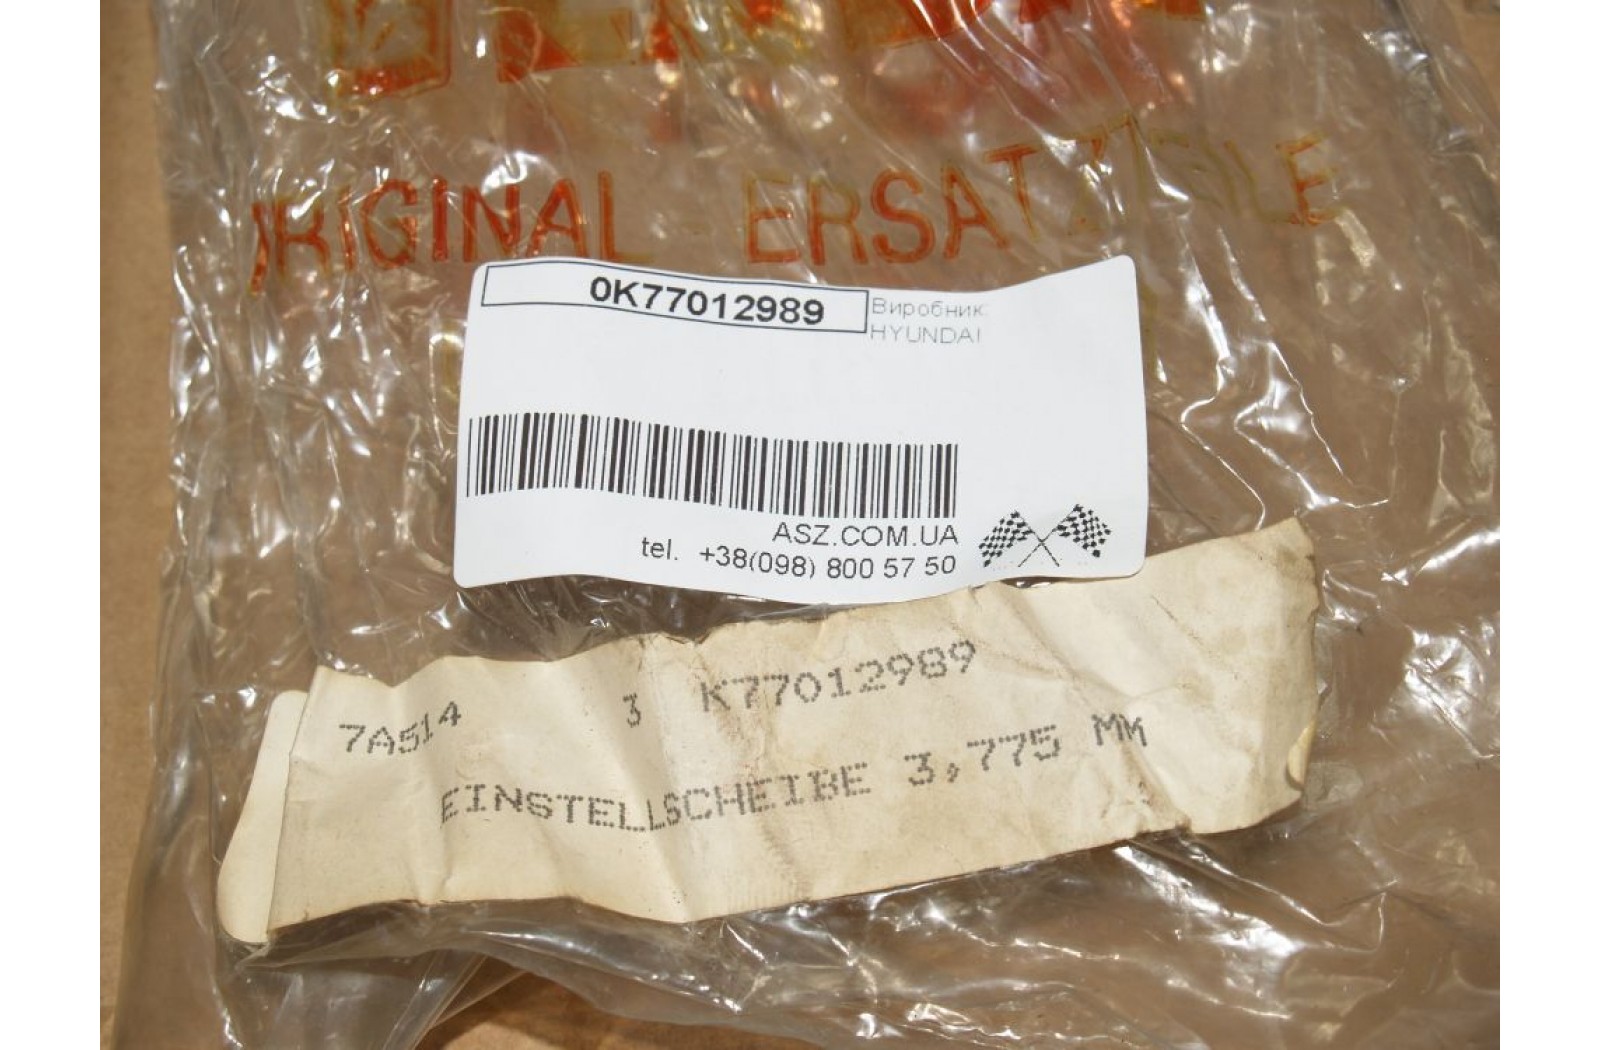 ORIGINAL - ERSATZTEILE
0K77012989
Виробник:
HYUNDAI
ASZ.COM.UA
tel. +38(098) 800 57 50
7A514 3 K77012989
EINSTELLSCHEIBE 3,775 MM